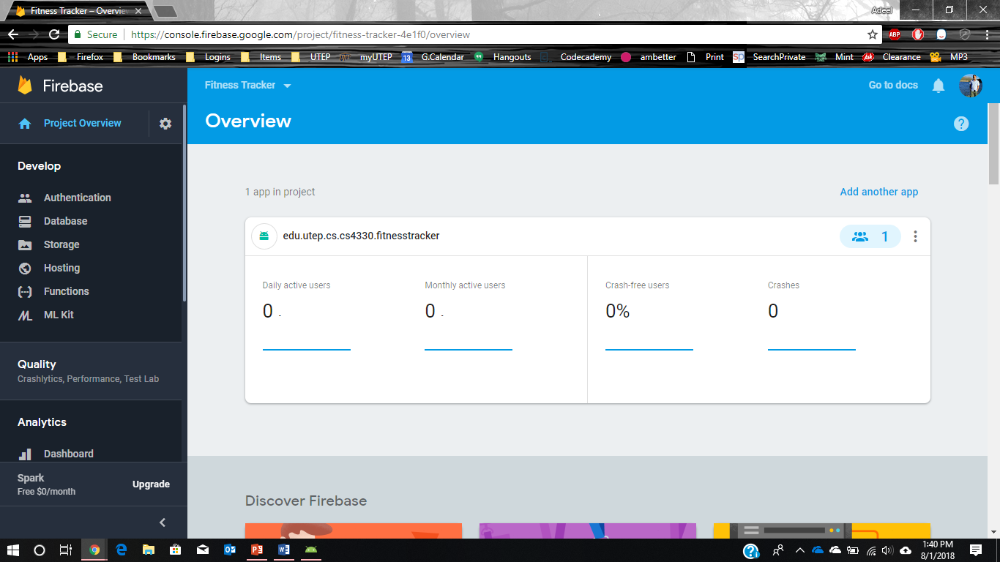 Fitness Tracker – Overvie
Adeel
Secure https://console.firebase.google.com/project/fitness-tracker-4e1f0/overview
ABP
Apps Firefox Bookmarks Logins Items UTEP myUTEP 13 G.Calendar Hangouts Codecademy ambetter Print sp SearchPrivate Mint Ask Clearance MP3
Firebase
Fitness Tracker
Go to docs
Project Overview
Overview
?
Develop
Authentication
Database
Storage
Hosting
Functions
ML Kit
Quality
Crashlytics, Performance, Test Lab
Analytics
Dashboard
Spark
Free $0/month
Upgrade
1 app in project
Add another app
edu.utep.cs.cs4330.fitnesstracker
1
Daily active users
0 -
Monthly active users
0 -
Crash-free users
0%
Crashes
0
Discover Firebase
1:40 PM
8/1/2018